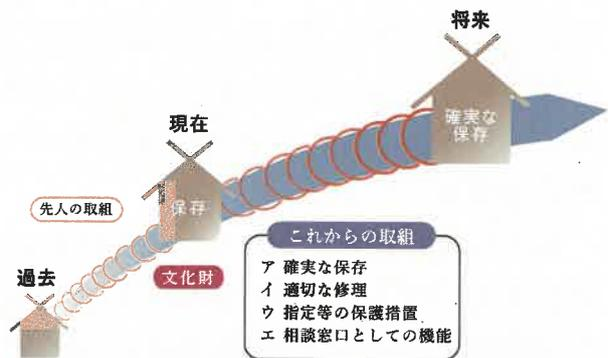 将来
確実な
保存
現在
保存
先人の取組
過去
文化財
これからの取組
ア 確実な保存
イ 適切な修理
ウ 指定等の保護措置
エ 相談窓口としての機能